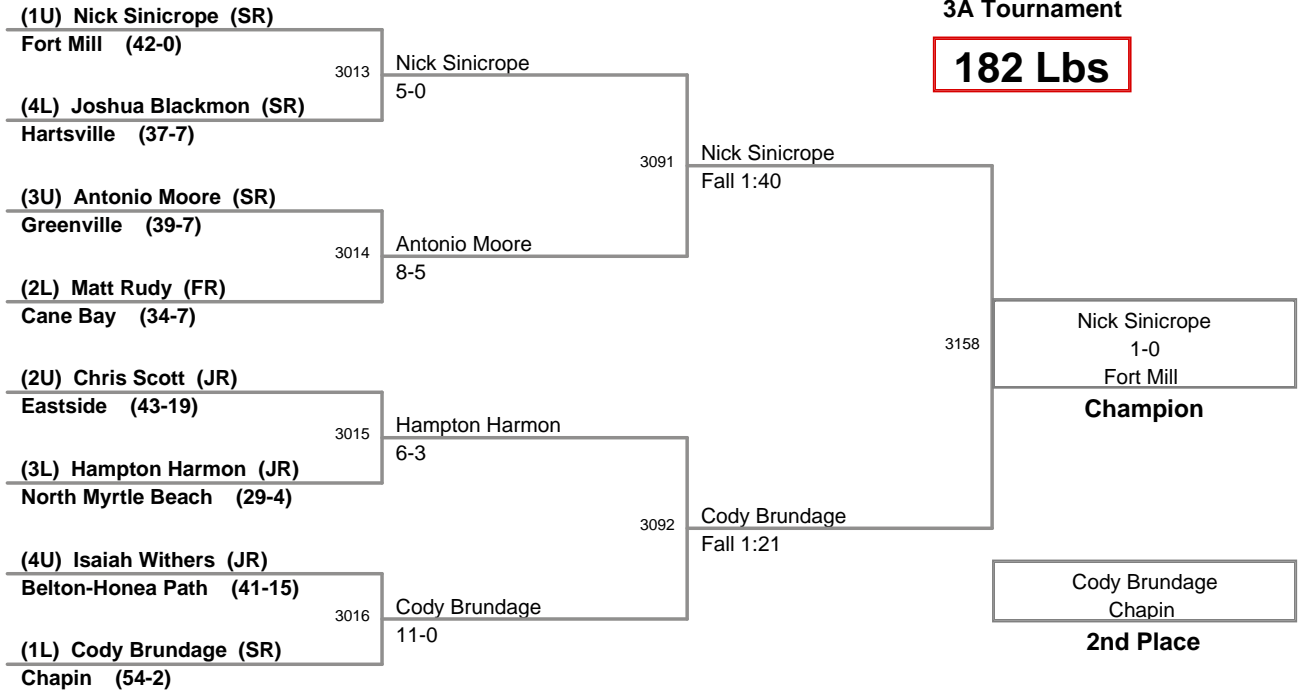 3A Tournament
182 Lbs
(1U) Nick Sinicrope (SR)
Fort Mill (42-0)
3013
(4L) Joshua Blackmon (SR)
Hartsville (37-7)
(3U) Antonio Moore (SR)
Greenville (39-7)
3014
(2L) Matt Rudy (FR)
Cane Bay (34-7)
(2U) Chris Scott (JR)
Eastside (43-19)
3015
(3L) Hampton Harmon (JR)
North Myrtle Beach (29-4)
(4U) Isaiah Withers (JR)
Belton-Honea Path (41-15)
3016
(1L) Cody Brundage (SR)
Chapin (54-2)
Nick Sinicrope
5-0
3091
Antonio Moore
8-5
Hampton Harmon
6-3
3092
Cody Brundage
11-0
Nick Sinicrope
Fall 1:40
3158
Cody Brundage
Fall 1:21
Nick Sinicrope
1-0
Fort Mill
Champion
Cody Brundage
Chapin
2nd Place